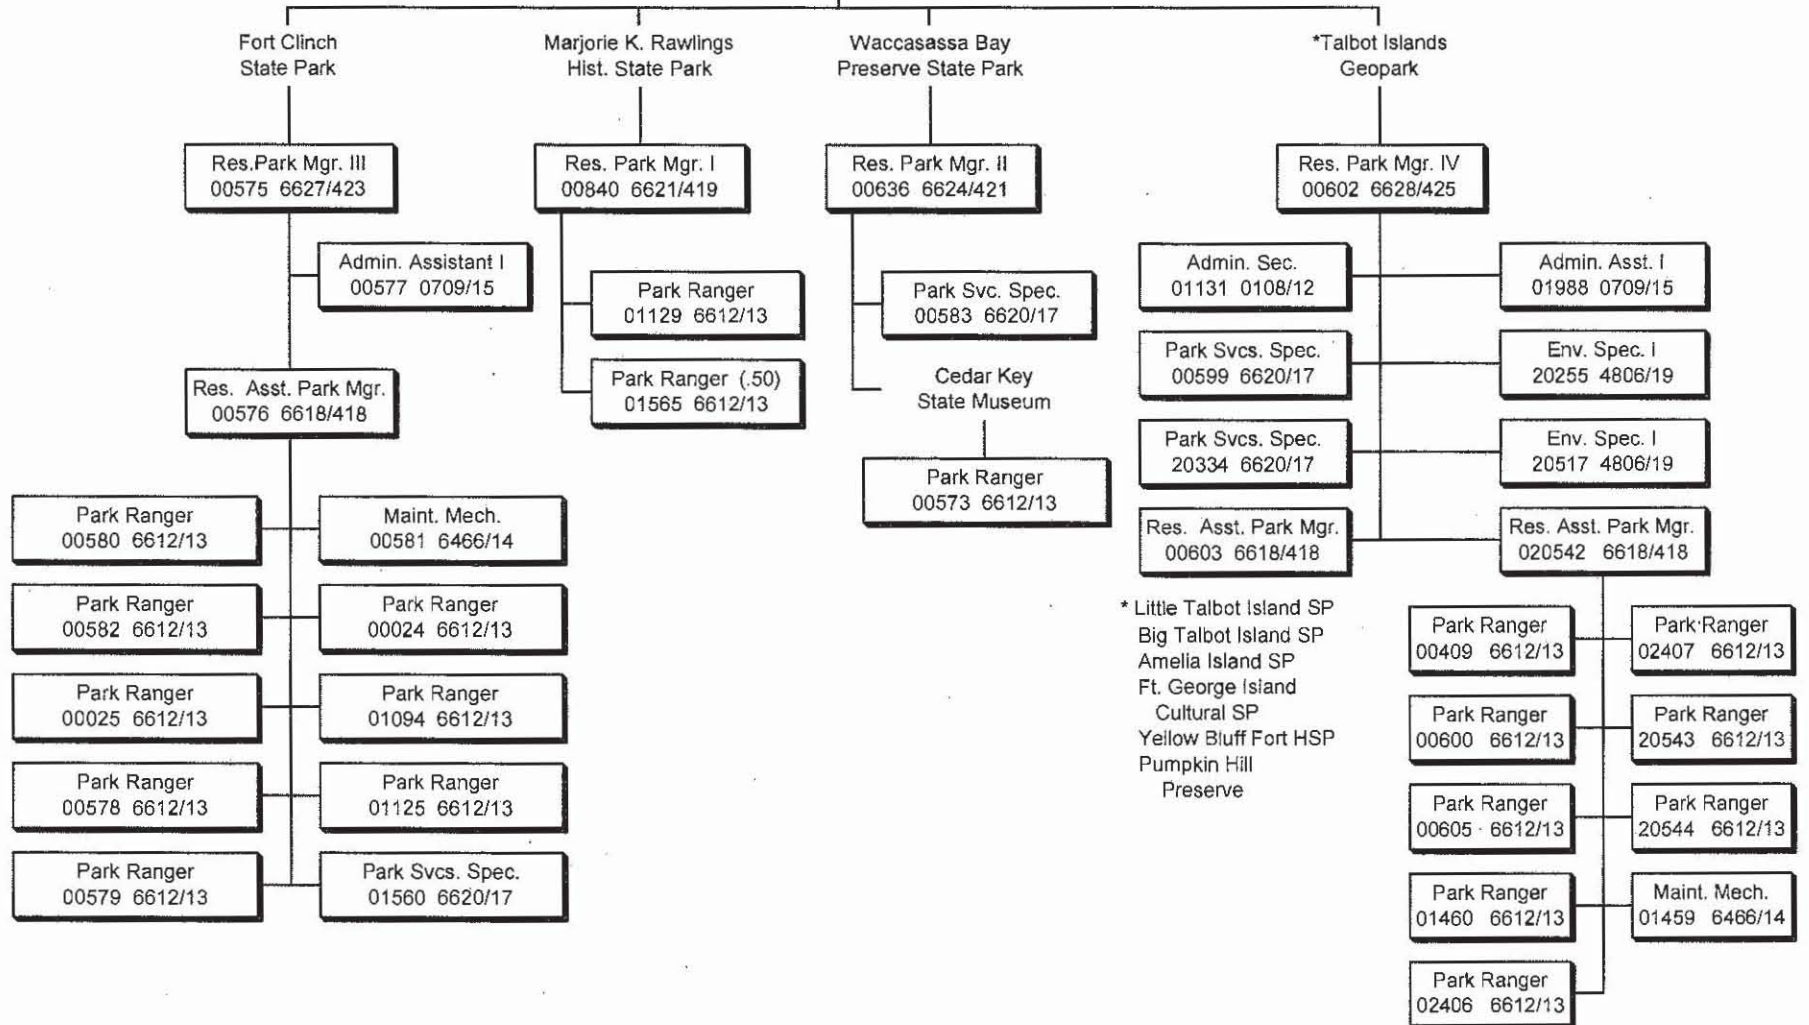 Fort Clinch
State Park
Marjorie K. Rawlings
Hist. State Park
Waccasassa Bay
Preserve State Park
*Talbot Islands
Geopark
Res.Park Mgr. III
00575 6627/423
Res. Park Mgr. I
00840 6621/419
Res. Park Mgr. II
00636 6624/421
Res. Park Mgr. IV
00602 6628/425
Admin. Assistant I
00577 0709/15
Res. Asst. Park Mgr.
00576 6618/418
Park Ranger
00580 6612/13
Maint. Mech.
00581 6466/14
Park Ranger
00582 6612/13
Park Ranger
00024 6612/13
Park Ranger
00025 6612/13
Park Ranger
01094 6612/13
Park Ranger
00578 6612/13
Park Ranger
01125 6612/13
Park Ranger
00579 6612/13
Park Svcs. Spec.
01560 6620/17
Park Ranger
01129 6612/13
Park Ranger (.50)
01565 6612/13
Park Svc. Spec.
00583 6620/17
Cedar Key
State Museum
Park Ranger
00573 6612/13
Admin. Sec.
01131 0108/12
Admin. Asst. I
01988 0709/15
Park Svcs. Spec.
00599 6620/17
Env. Spec. I
20255 4806/19
Park Svcs. Spec.
20334 6620/17
Env. Spec. I
20517 4806/19
Res. Asst. Park Mgr.
00603 6618/418
Res. Asst. Park Mgr.
020542 6618/418
* Little Talbot Island SP
Big Talbot Island SP
Amelia Island SP
Ft. George Island
Cultural SP
Yellow Bluff Fort HSP
Pumpkin Hill
Preserve
Park Ranger
00409 6612/13
Park Ranger
02407 6612/13
Park Ranger
00600 6612/13
Park Ranger
20543 6612/13
Park Ranger
00605 6612/13
Park Ranger
20544 6612/13
Park Ranger
01460 6612/13
Maint. Mech.
01459 6466/14
Park Ranger
02406 6612/13